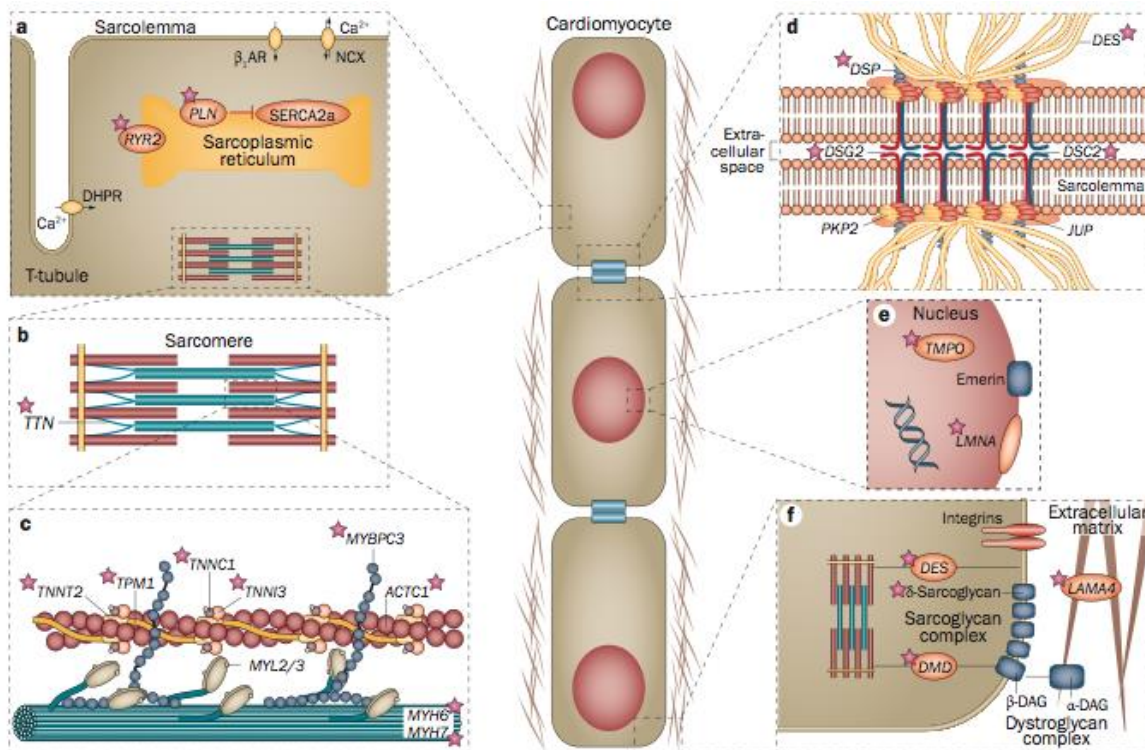 a
Sarcolemma
Ca²⁺
β₁AR
NCX
PLN
SERCA2a
RYR2
Sarcoplasmic
reticulum
DHPR
Ca²⁺
T-tubule
b
Sarcomere
TTN
c
MYBPC3
TNNC1
TNNT2
TPM1
TNNI3
ACTC1
MYL2/3
MYH6
MYH7
Cardiomyocyte
d
DES
DSP
Extra-
cellular
space
DSG2
DSC2
Sarcolemma
PKP2
JUP
e
Nucleus
TMPO
Emerin
LMNA
f
Integrins
Extracellular
matrix
DES
LAMA4
δ-Sarcoglycan
Sarcoglycan
complex
DMD
β-DAG
α-DAG
Dystroglycan
complex